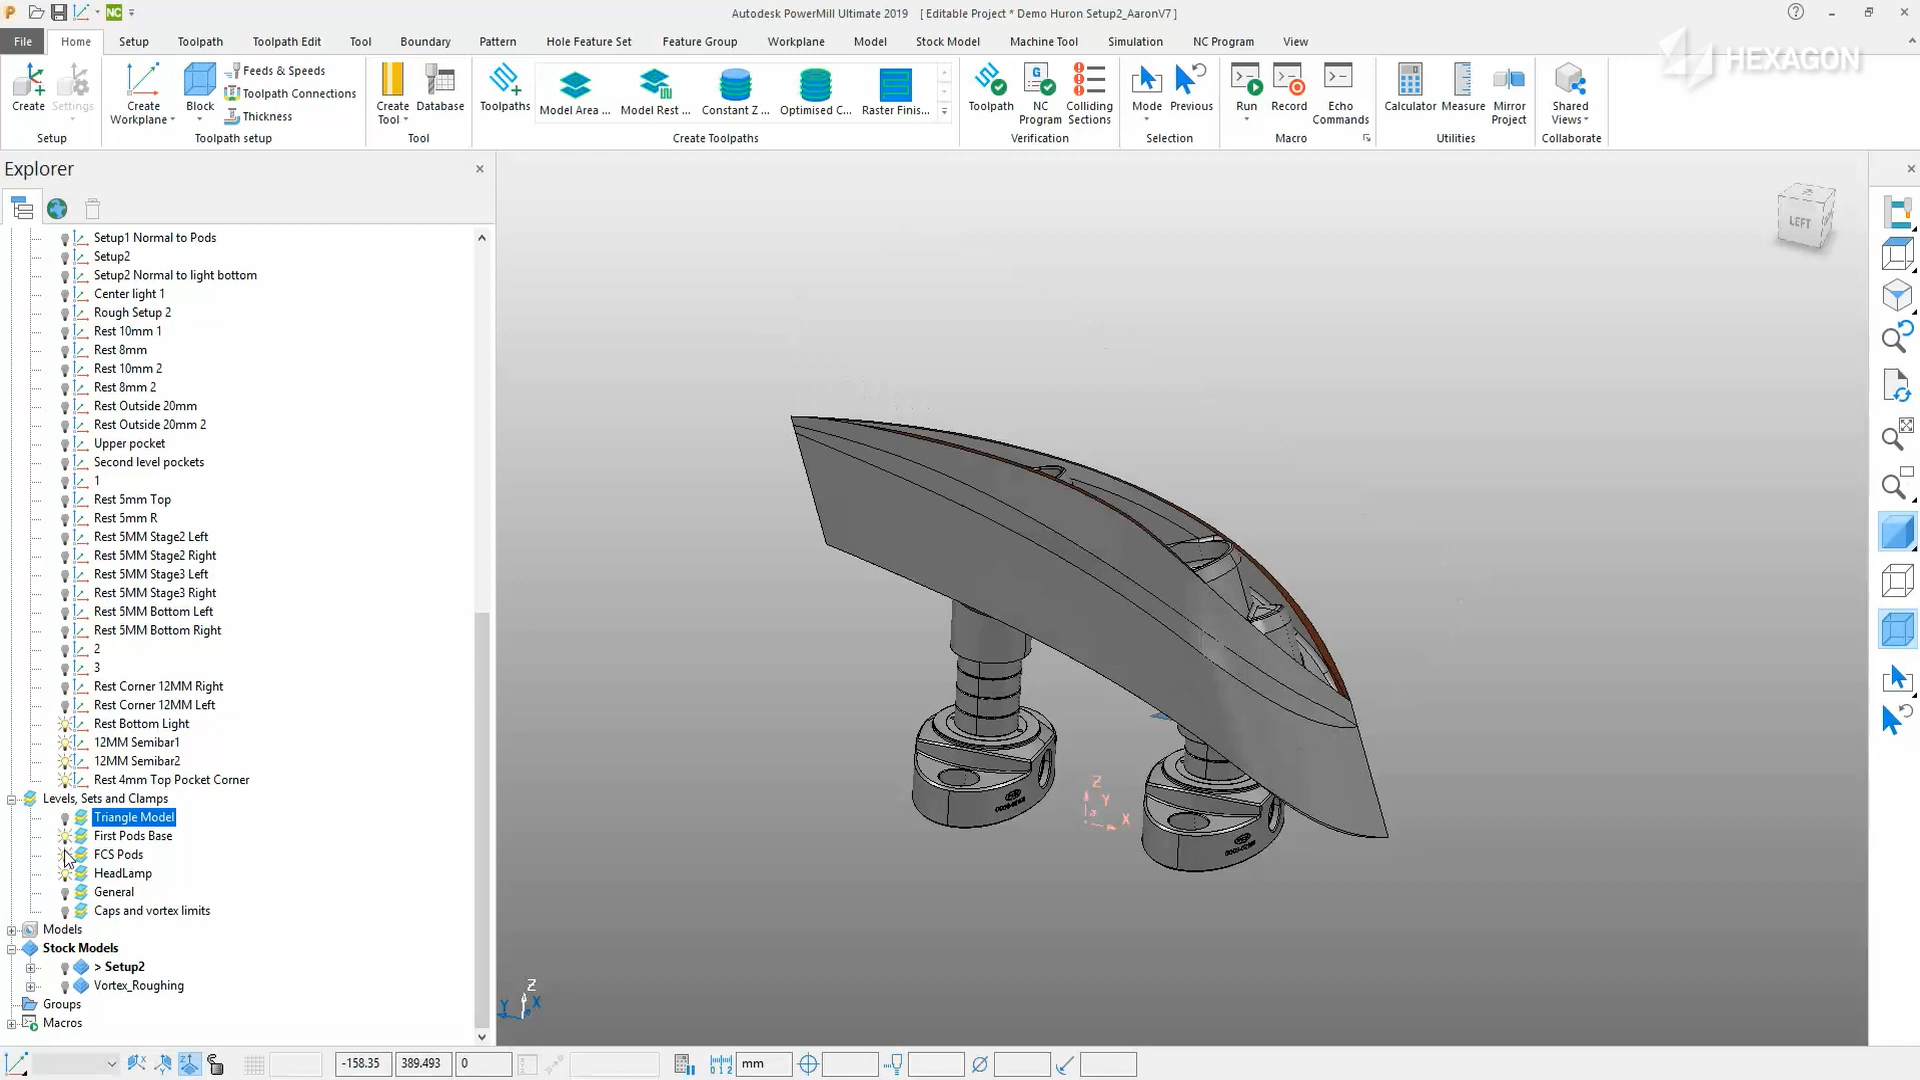 Autodesk PowerMill Ultimate 2019 [ Editable Project * Demo Huron Setup2_AaronV7 ]
P NC
File Home Setup Toolpath Toolpath Edit Tool Boundary Pattern Hole Feature Set Feature Group Workplane Model Stock Model Machine Tool Simulation NC Program View
HEXAGON
Create Settings
Setup
Create Workplane
Block
Feeds & Speeds
Toolpath Connections
Thickness
Toolpath setup
Create Tool
Database
Tool
Toolpaths
Model Area ... Model Rest ... Constant Z ... Optimised C... Raster Finis...
Create Toolpaths
Toolpath
NC Program
Colliding Sections
Verification
Mode Previous
Selection
Run Record
Echo Commands
Macro
Calculator Measure
Mirror Project
Utilities
Shared Views
Collaborate
Explorer
Setup1 Normal to Pods
Setup2
Setup2 Normal to light bottom
Center light 1
Rough Setup 2
Rest 10mm 1
Rest 8mm
Rest 10mm 2
Rest 8mm 2
Rest Outside 20mm
Rest Outside 20mm 2
Upper pocket
Second level pockets
1
Rest 5mm Top
Rest 5mm R
Rest 5MM Stage2 Left
Rest 5MM Stage2 Right
Rest 5MM Stage3 Left
Rest 5MM Stage3 Right
Rest 5MM Bottom Left
Rest 5MM Bottom Right
2
3
Rest Corner 12MM Right
Rest Corner 12MM Left
Rest Bottom Light
12MM Semibar1
12MM Semibar2
Rest 4mm Top Pocket Corner
Levels, Sets and Clamps
Triangle Model
First Pods Base
FCS Pods
HeadLamp
General
Caps and vortex limits
Models
Stock Models
> Setup2
Vortex_Roughing
Groups
Macros
LEFT
Z
Y
X
Z
Y X
-158.35 389.493 0 mm